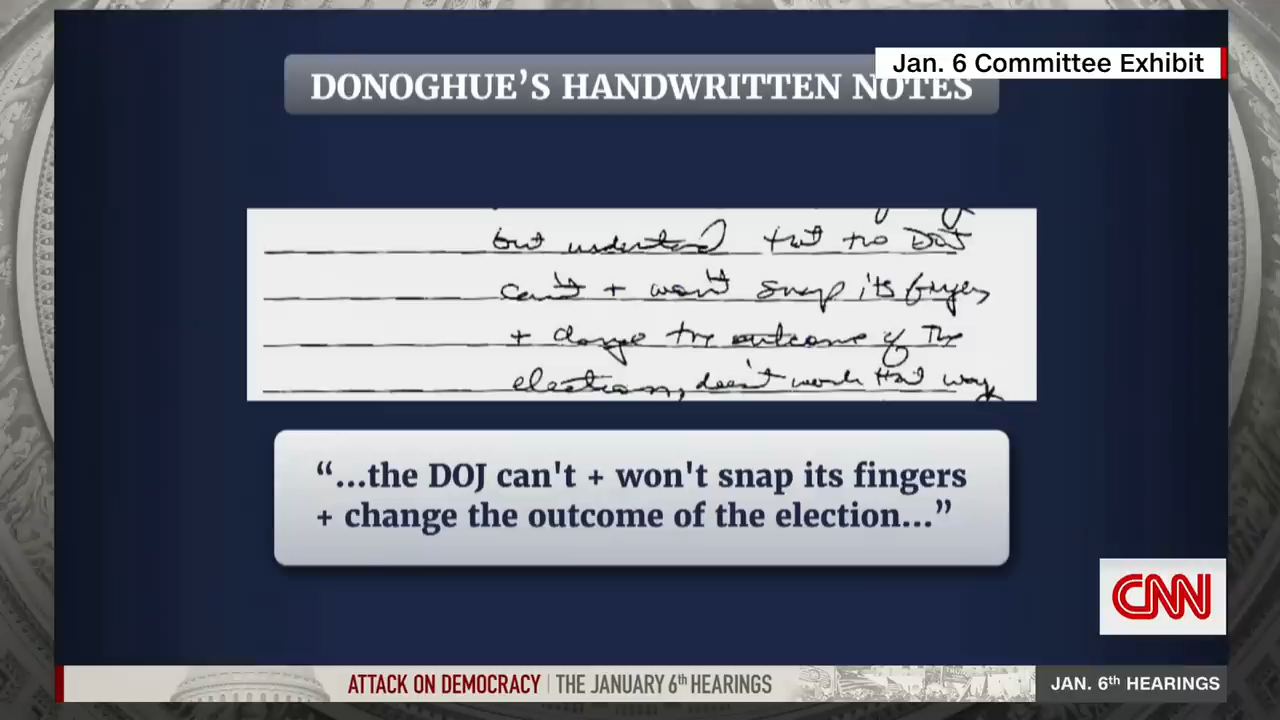 Jan. 6 Committee Exhibit
DONOGHUE'S HANDWRITTEN NOTES
but understand that the DOJ
can't + won't snap its fingers
+ change the outcome of the
election, doesn't work that way
“...the DOJ can't + won't snap its fingers
+ change the outcome of the election...”
CNN
ATTACK ON DEMOCRACY | THE JANUARY 6th HEARINGS
JAN. 6th HEARINGS